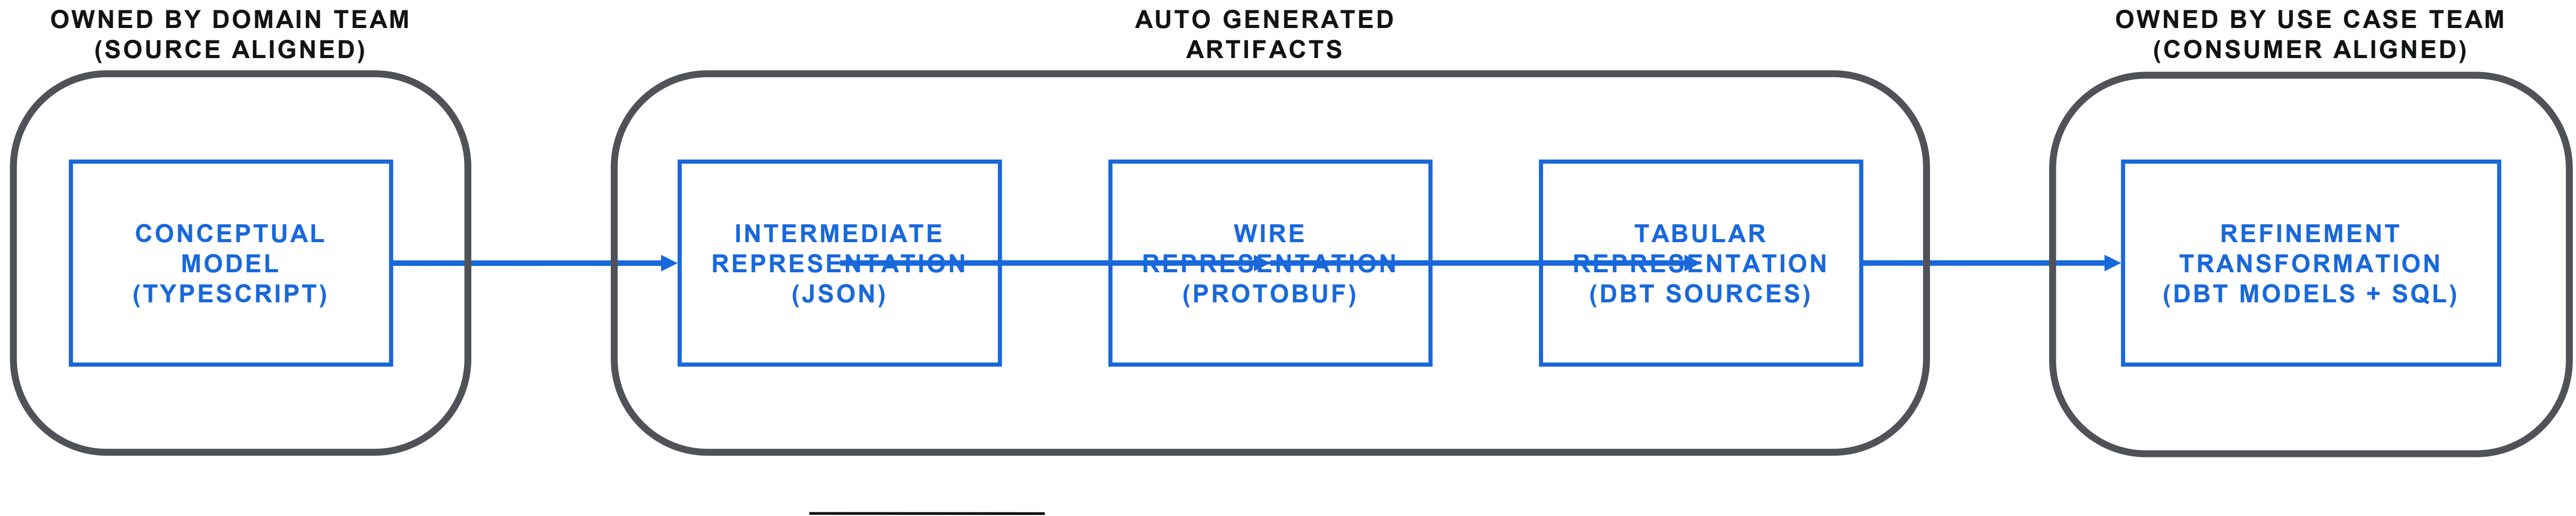 OWNED BY DOMAIN TEAM
(SOURCE ALIGNED)
AUTO GENERATED
ARTIFACTS
OWNED BY USE CASE TEAM
(CONSUMER ALIGNED)
CONCEPTUAL
MODEL
(TYPESCRIPT)
INTERMEDIATE
REPRESENTATION
(JSON)
WIRE
REPRESENTATION
(PROTOBUF)
TABULAR
REPRESENTATION
(DBT SOURCES)
REFINEMENT
TRANSFORMATION
(DBT MODELS + SQL)